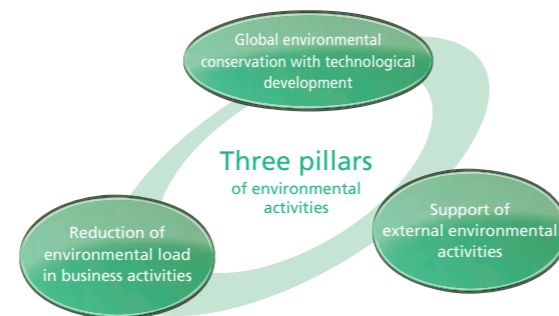 Global environmental
conservation with technological
development
Three pillars
of environmental
activities
Support of
external environmental
activities
Reduction of
environmental load
in business activities